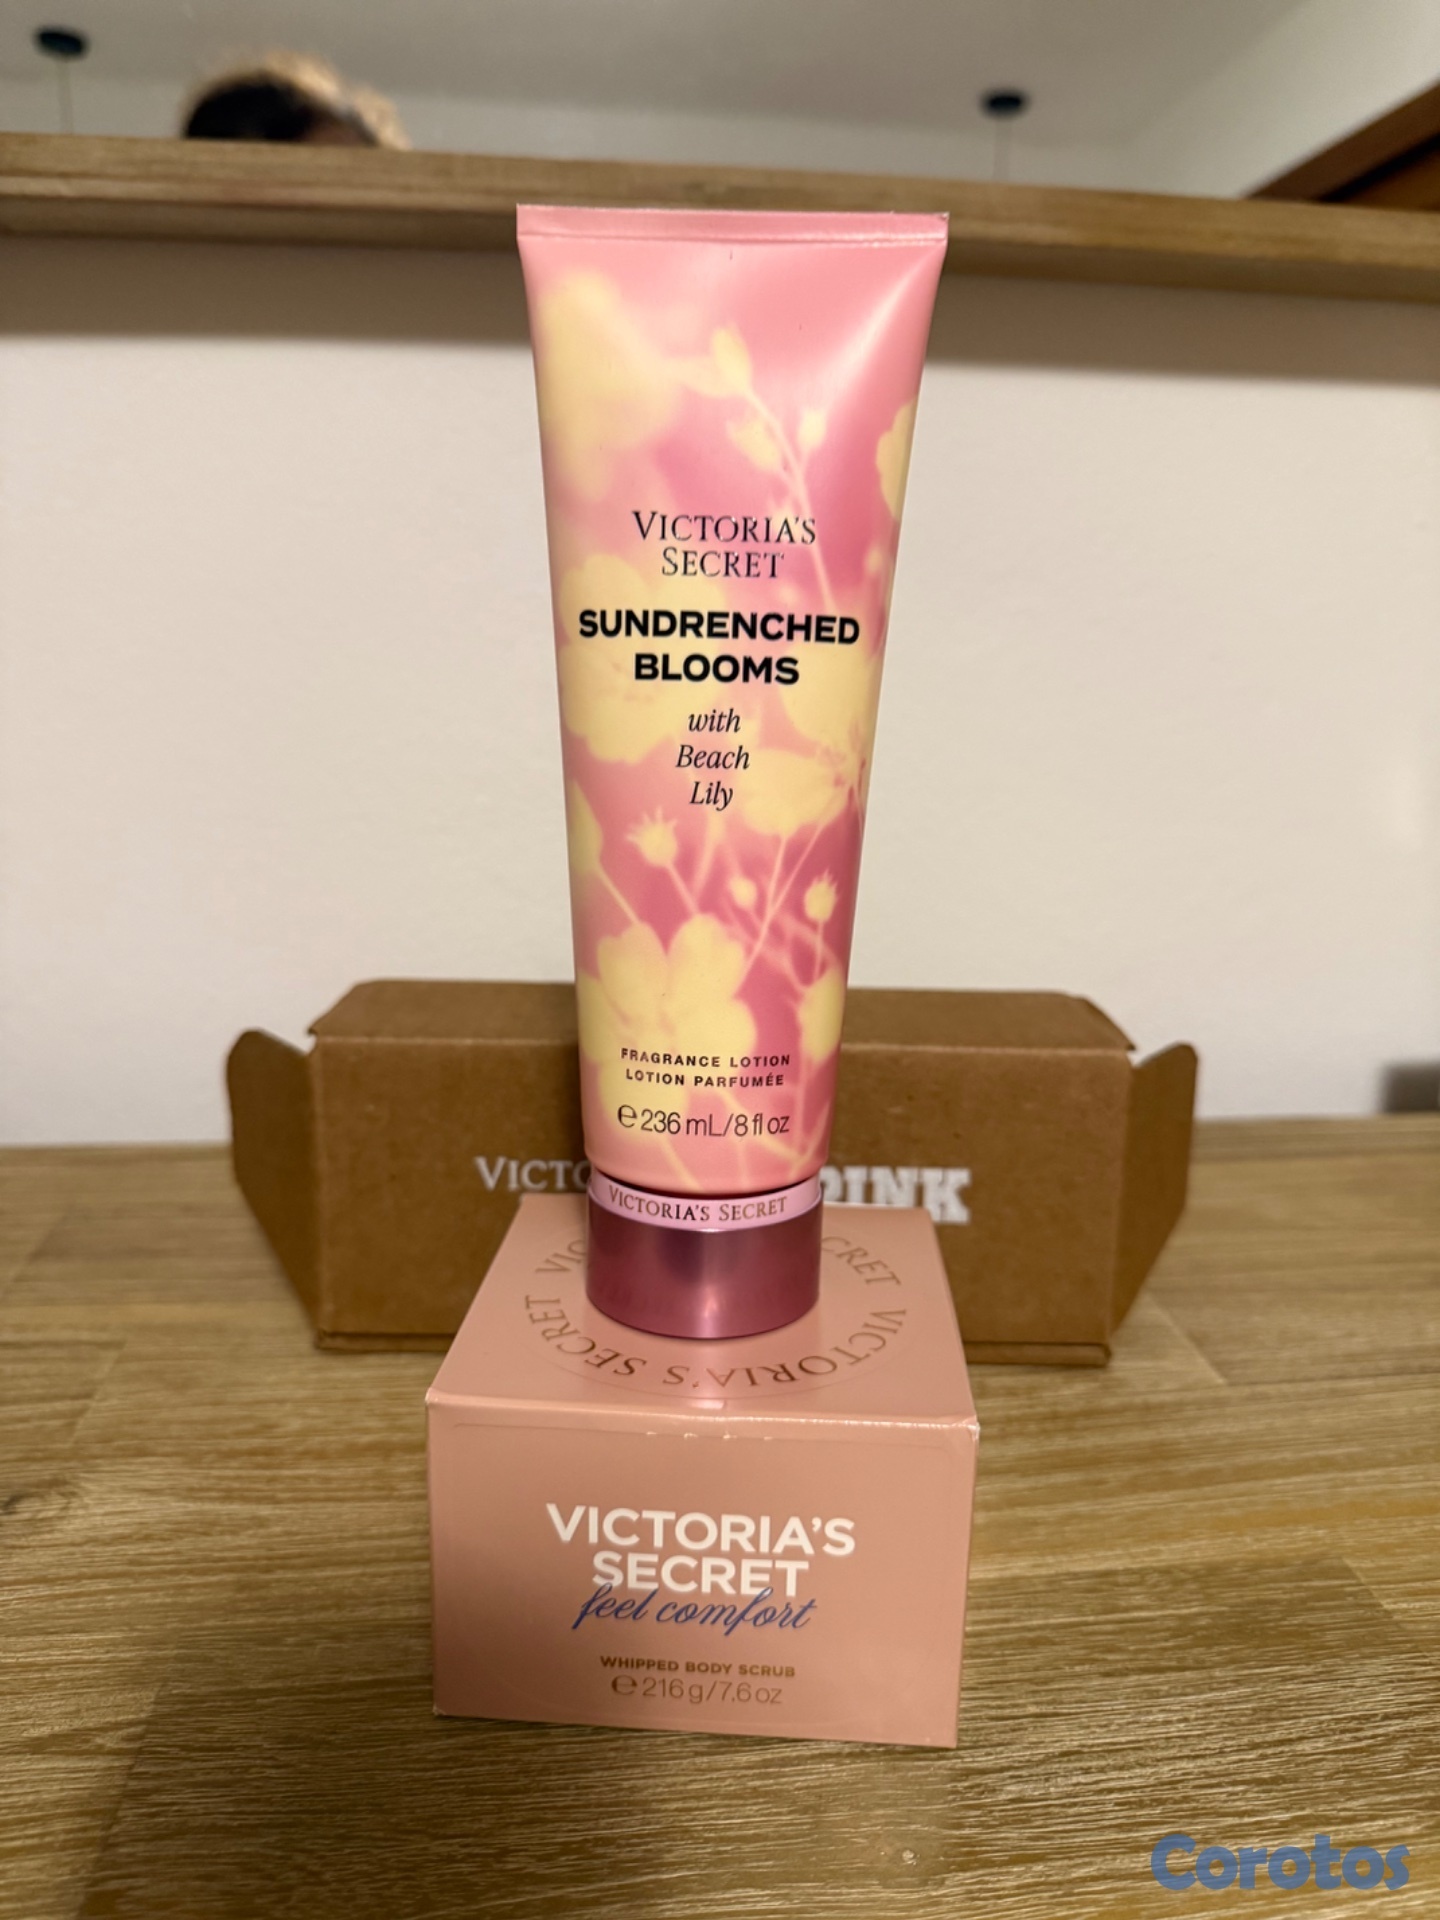 VICTORIA'S
SECRET
SUNDRENCHED
BLOOMS
with
Beach
Lily
FRAGRANCE LOTION
LOTION PARFUMÉE
℮ 236 mL/8 fl oz
VICTORIA'S SECRET
PINK
VICTORIA'S SECRET
VICTORIA'S
SECRET
feel comfort
WHIPPED BODY SCRUB
℮ 216 g/7.6 oz
Corotos